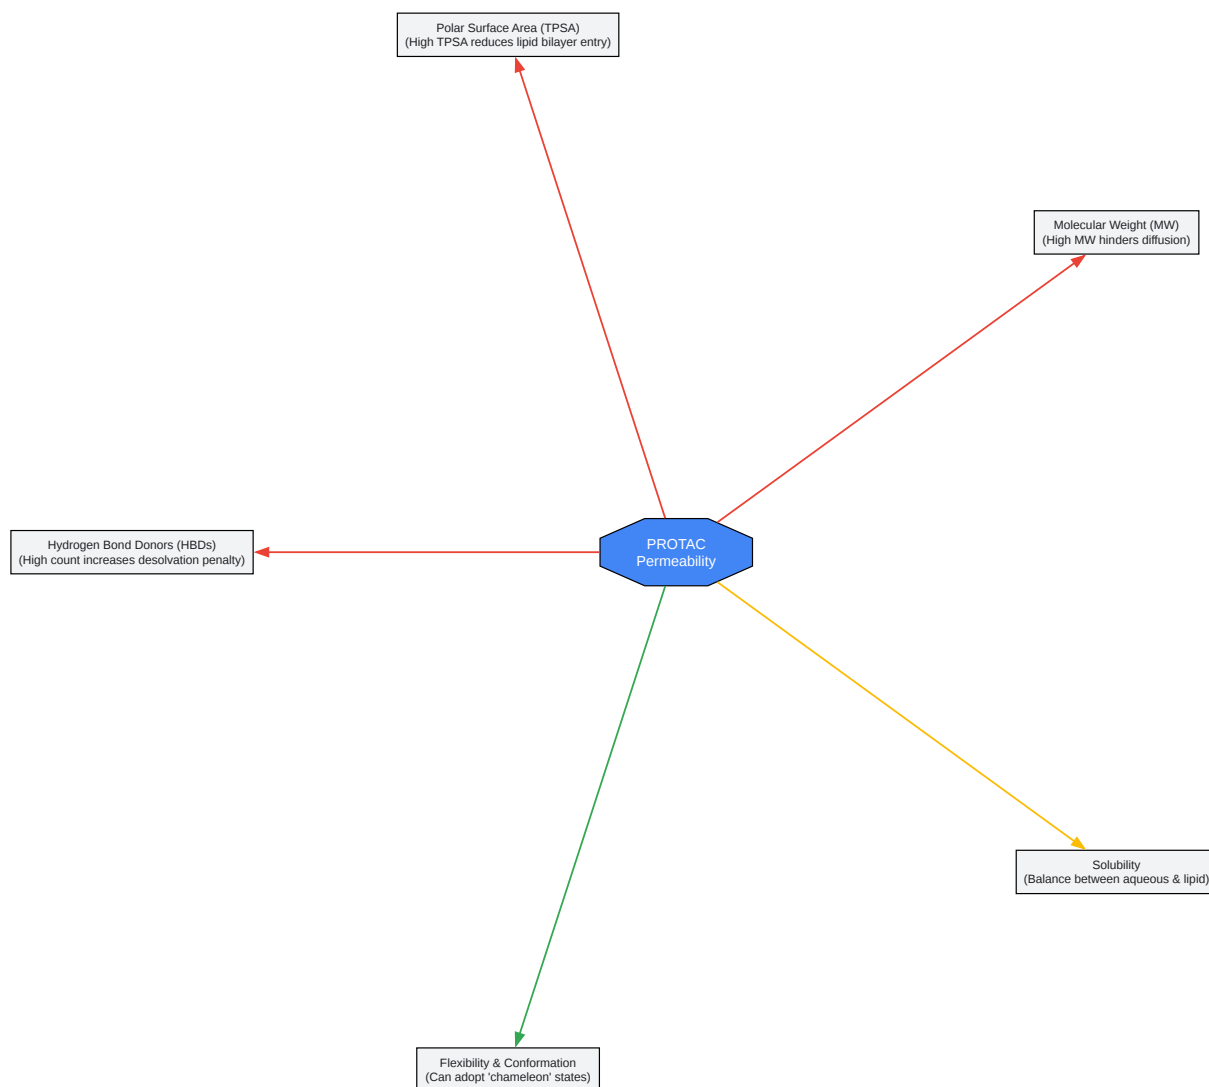 Polar Surface Area (TPSA)
(High TPSA reduces lipid bilayer entry)
Molecular Weight (MW)
(High MW hinders diffusion)
Hydrogen Bond Donors (HBDs)
(High count increases desolvation penalty)
PROTAC
Permeability
Solubility
(Balance between aqueous & lipid)
Flexibility & Conformation
(Can adopt 'chameleon' states)